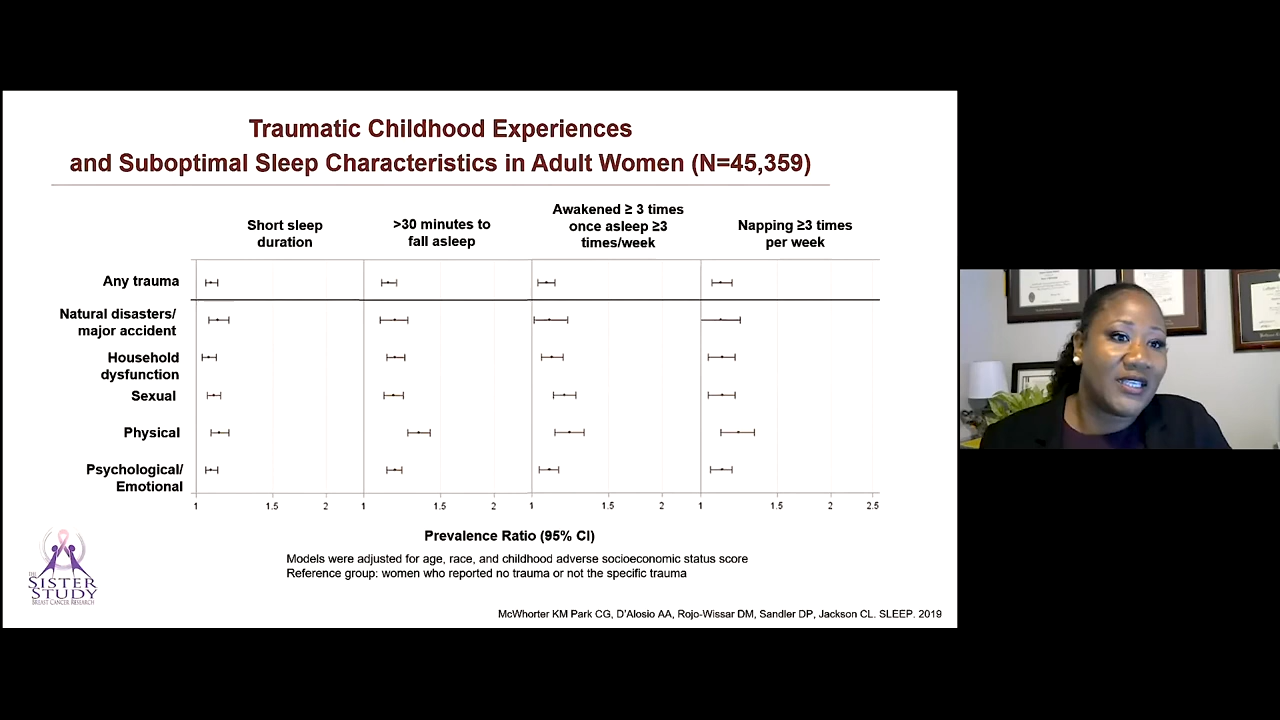 Traumatic Childhood Experiences
and Suboptimal Sleep Characteristics in Adult Women (N=45,359)
Short sleep
duration
>30 minutes to
fall asleep
Awakened ≥ 3 times
once asleep ≥3
times/week
Napping ≥3 times
per week
Any trauma
Natural disasters/
major accident
Household
dysfunction
Sexual
Physical
Psychological/
Emotional
1 1.5 2 1 1.5 2 1 1.5 2 1 1.5 2 2.5
Prevalence Ratio (95% CI)
Models were adjusted for age, race, and childhood adverse socioeconomic status score
Reference group: women who reported no trauma or not the specific trauma
THE
SISTER
STUDY
BREAST CANCER RESEARCH
McWhorter KM Park CG, D'Alosio AA, Rojo-Wissar DM, Sandler DP, Jackson CL. SLEEP. 2019